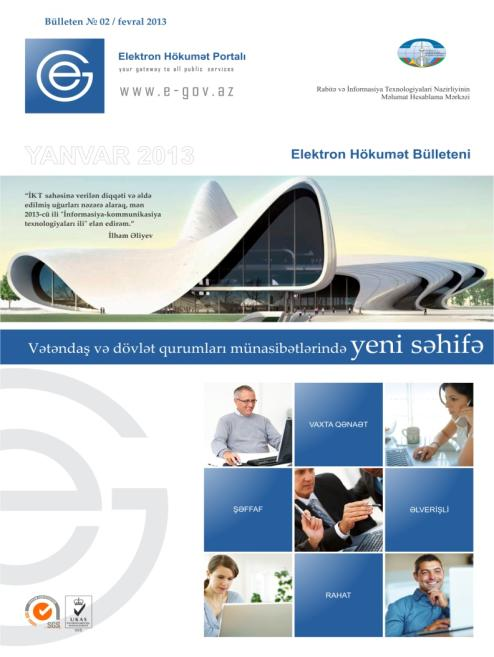 Bülleten № 02 / fevral 2013
Elektron Hökumət Portalı
your gateway to all public services
www.e-gov.az
Rabitə və İnformasiya Texnologiyaları Nazirliyinin
Məlumat Hesablama Mərkəzi
YANVAR 2013
Elektron Hökumət Bülleteni
“İKT sahəsinə verilən diqqəti və əldə
edilmiş uğurları nəzərə alaraq, mən
2013-cü ili "İnformasiya-kommunikasiya
texnologiyaları ili" elan edirəm.”
İlham Əliyev
Vətəndaş və dövlət qurumları münasibətlərində yeni səhifə
VAXTA QƏNAƏT
ŞƏFFAF
ƏLVERİŞLİ
RAHAT
SGS
UKAS